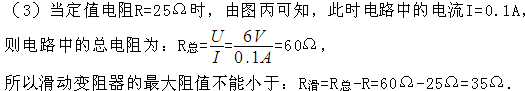 （3）当定值电阻R=25Ω时，由图丙可知，此时电路中的电流I=0.1A，
则电路中的总电阻为：R总=U/I=6V/0.1A=60Ω，
所以滑动变阻器的最大阻值不能小于：R滑=R总-R=60Ω-25Ω=35Ω．